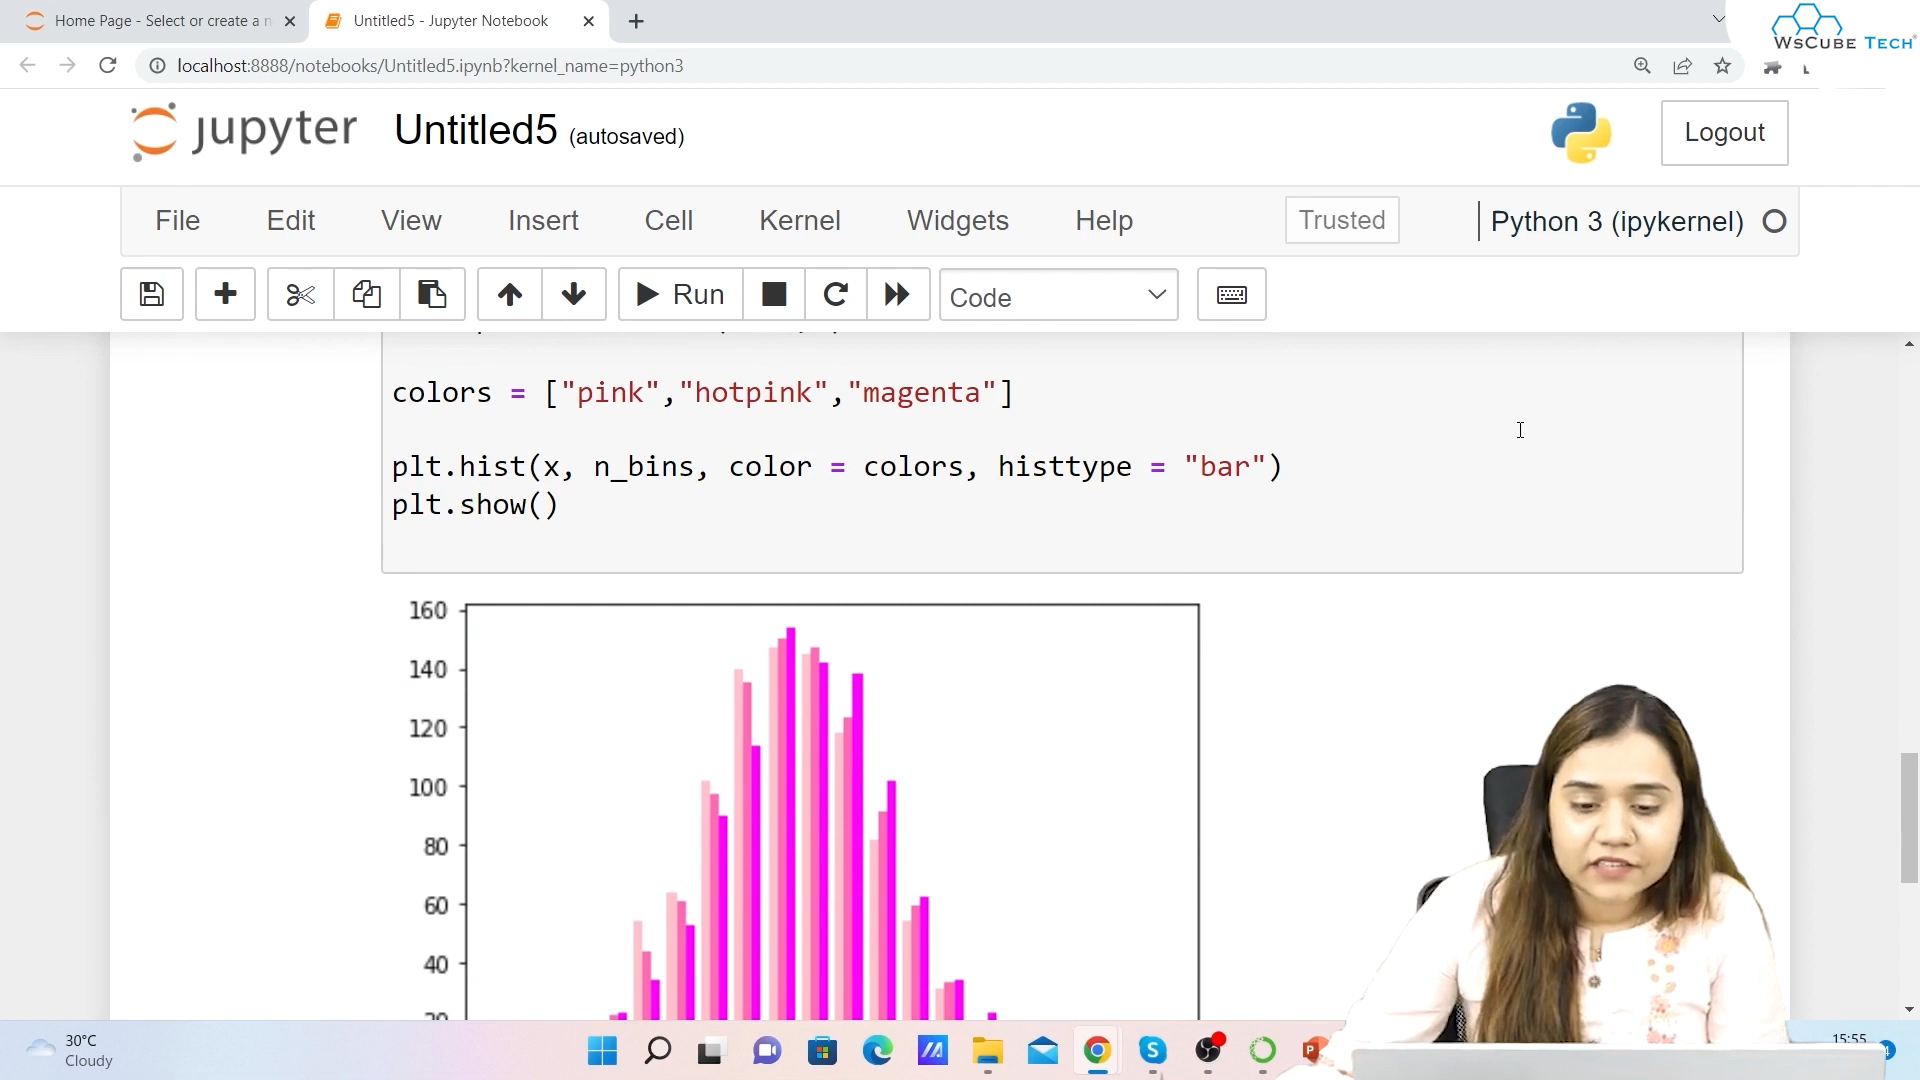 Home Page - Select or create a n
Untitled5 - Jupyter Notebook
WsCube Tech
localhost:8888/notebooks/Untitled5.ipynb?kernel_name=python3
jupyter Untitled5 (autosaved)
Logout
File Edit View Insert Cell Kernel Widgets Help Trusted Python 3 (ipykernel)
Run Code
colors = ["pink","hotpink","magenta"]
plt.hist(x, n_bins, color = colors, histtype = "bar")
plt.show()
160
140
120
100
80
60
40
20
30°C
Cloudy
15:55